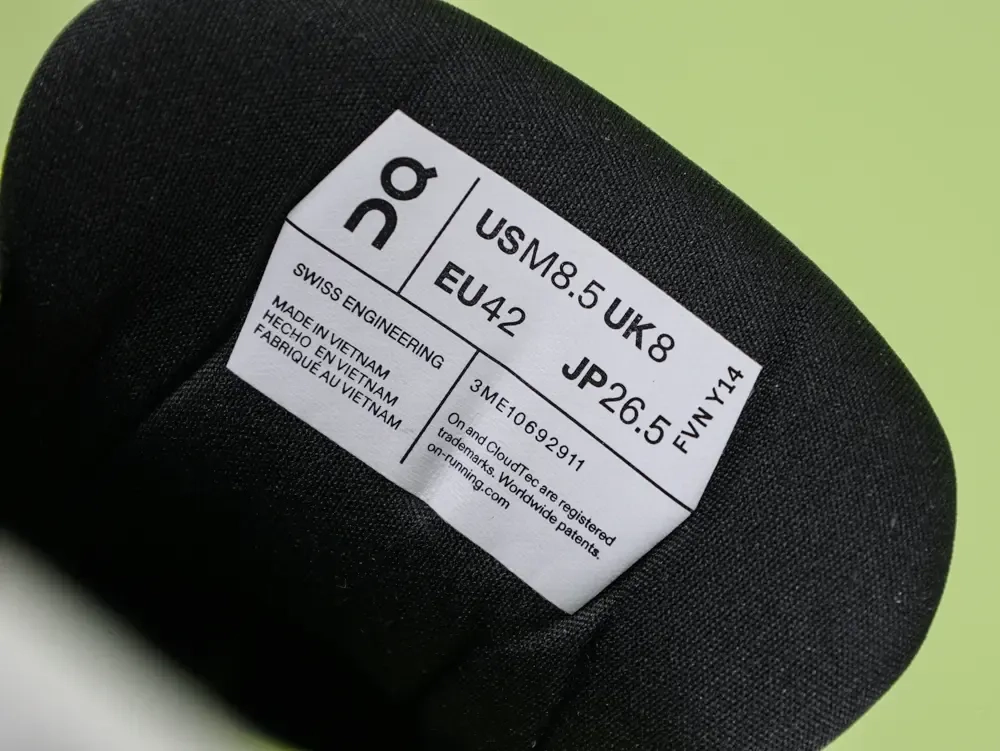 On
USM8.5 UK8
EU42
JP26.5
FVN Y14
SWISS ENGINEERING
MADE IN VIETNAM
HECHO EN VIETNAM
FABRIQUÉ AU VIETNAM
3ME10692911
On and CloudTec are registered
trademarks. Worldwide patents.
on-running.com